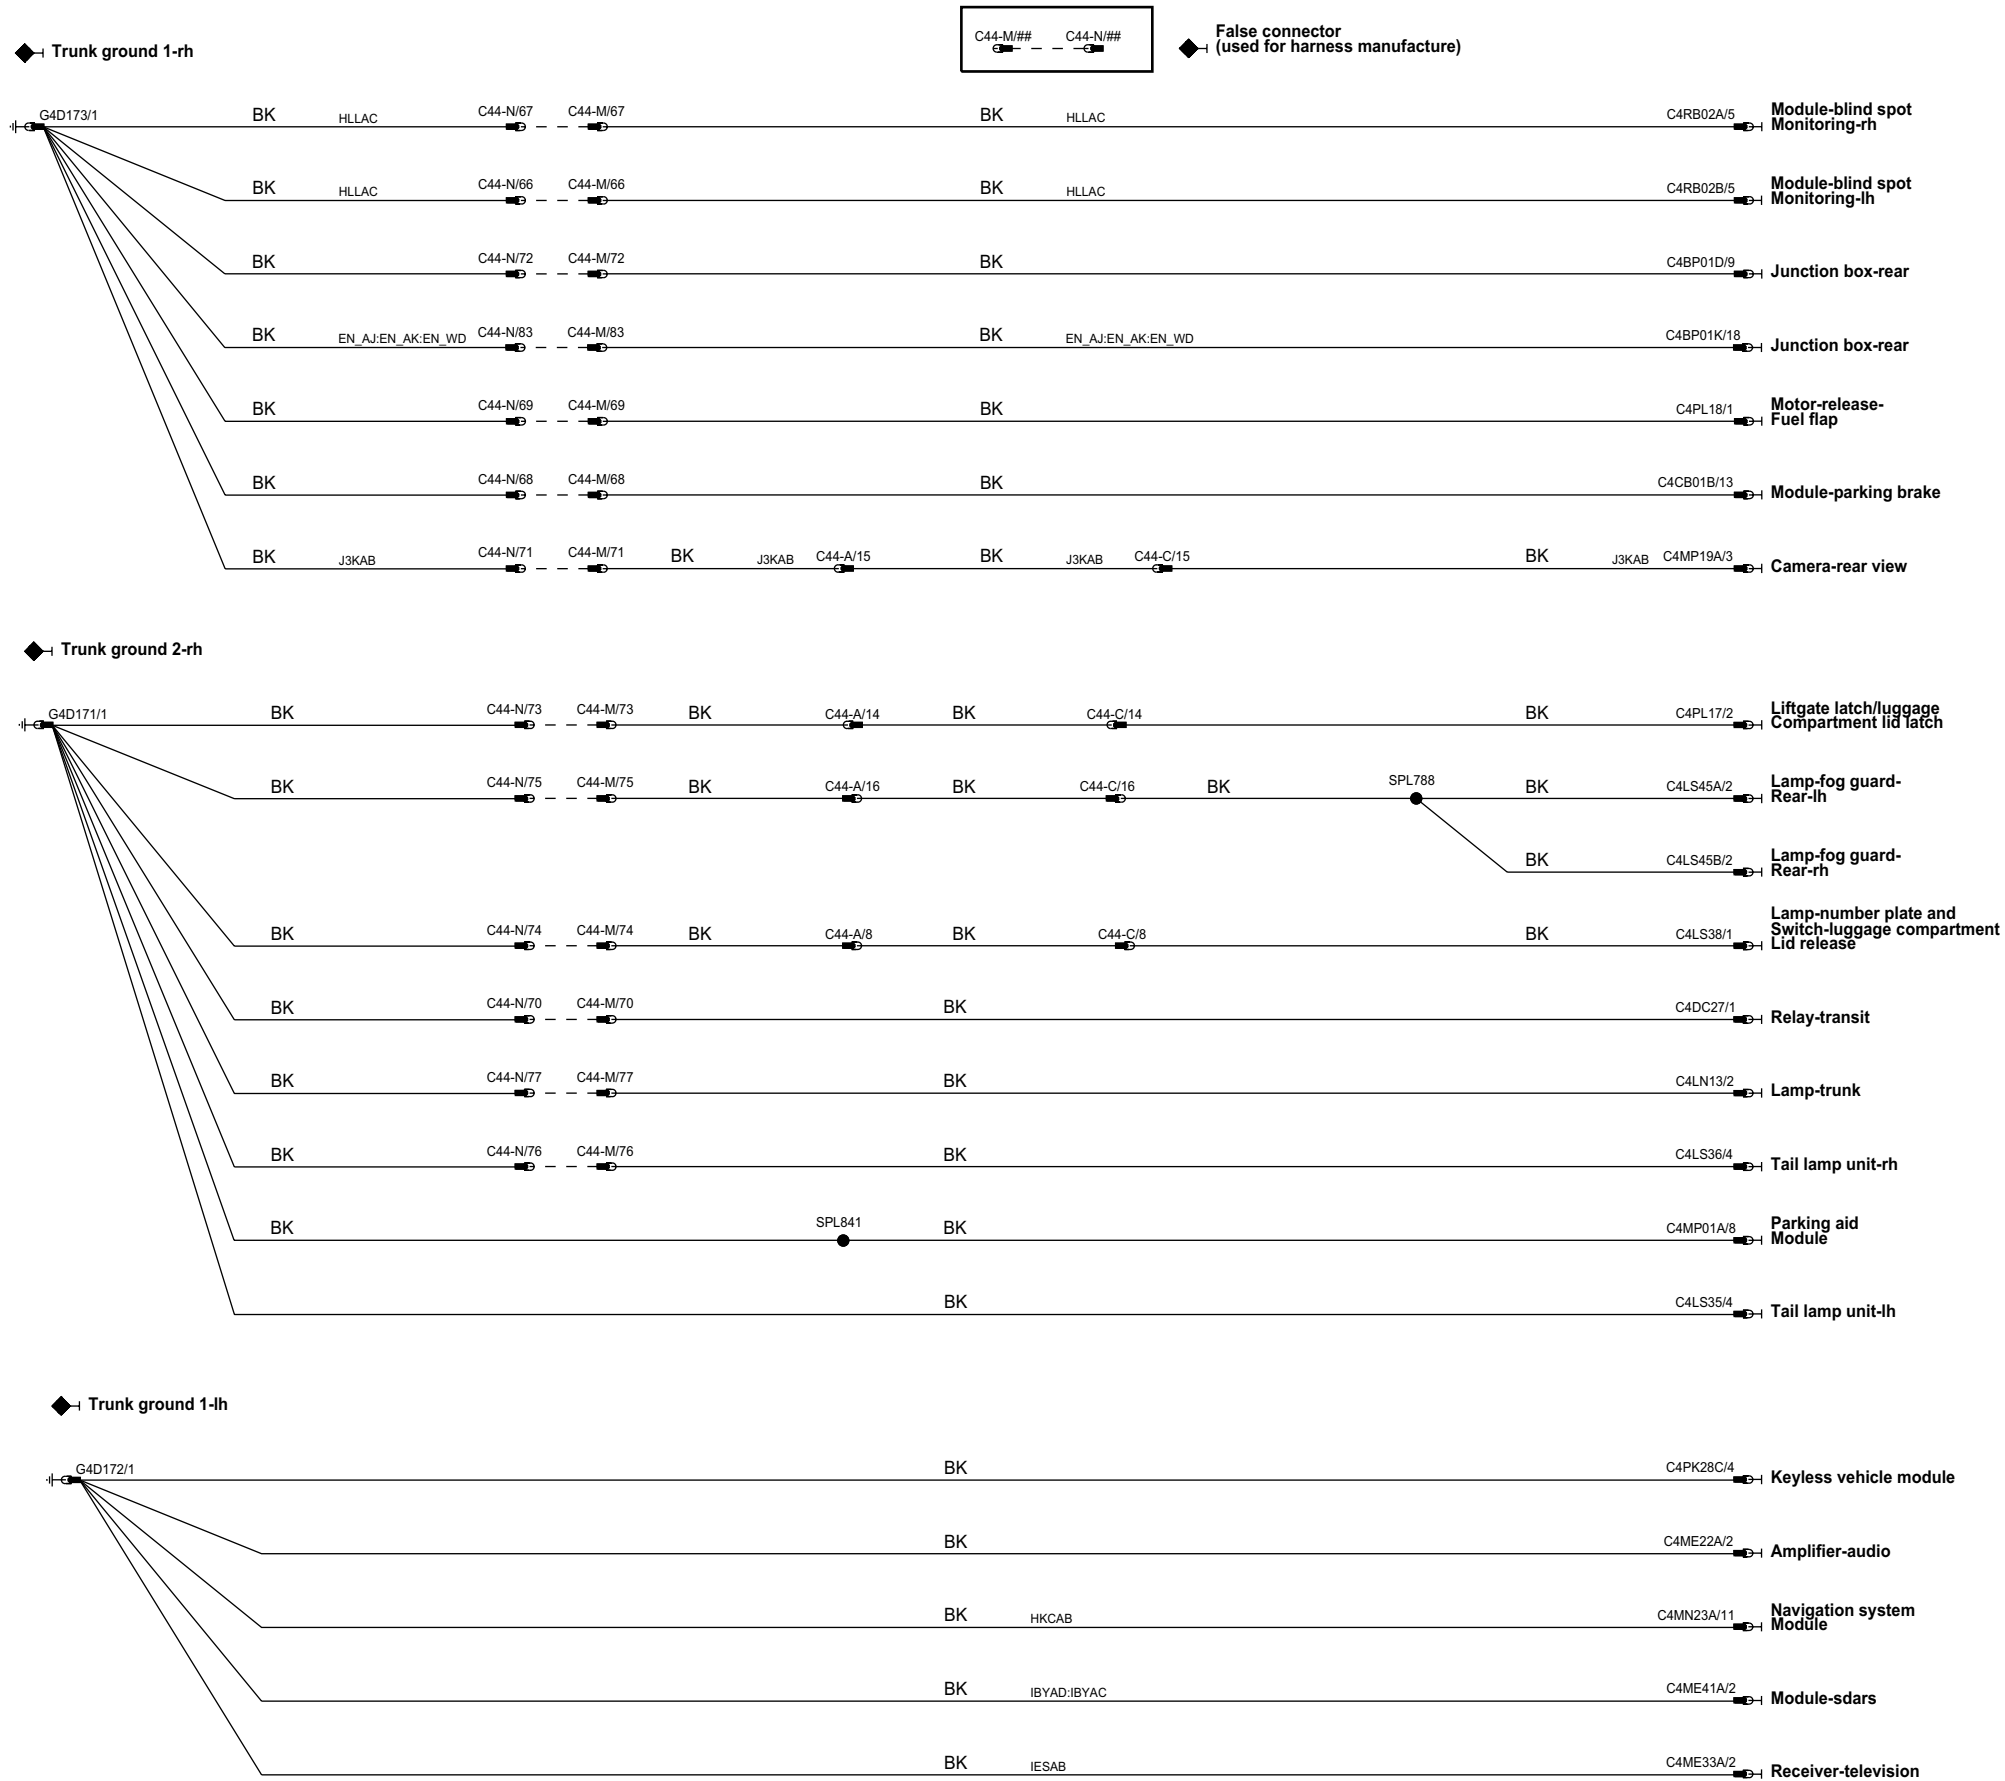 C44-M/## C44-N/##
False connector
(used for harness manufacture)
Trunk ground 1-rh
G4D173/1 BK HLLAC C44-N/67 C44-M/67 BK HLLAC C4RB02A/5 Module-blind spot
Monitoring-rh
BK HLLAC C44-N/66 C44-M/66 BK HLLAC C4RB02B/5 Module-blind spot
Monitoring-lh
BK C44-N/72 C44-M/72 BK C4BP01D/9 Junction box-rear
BK EN_AJ:EN_AK:EN_WD C44-N/83 C44-M/83 BK EN_AJ:EN_AK:EN_WD C4BP01K/18 Junction box-rear
BK C44-N/69 C44-M/69 BK C4PL18/1 Motor-release-
Fuel flap
BK C44-N/68 C44-M/68 BK C4CB01B/13 Module-parking brake
BK J3KAB C44-N/71 C44-M/71 BK J3KAB C44-A/15 BK J3KAB C44-C/15 BK J3KAB C4MP19A/3 Camera-rear view
Trunk ground 2-rh
G4D171/1 BK C44-N/73 C44-M/73 BK C44-A/14 BK C44-C/14 BK C4PL17/2 Liftgate latch/luggage
Compartment lid latch
BK C44-N/75 C44-M/75 BK C44-A/16 BK C44-C/16 BK SPL788 BK C4LS45A/2 Lamp-fog guard-
Rear-lh
BK C4LS45B/2 Lamp-fog guard-
Rear-rh
BK C44-N/74 C44-M/74 BK C44-A/8 BK C44-C/8 BK C4LS38/1 Lamp-number plate and
Switch-luggage compartment
Lid release
BK C44-N/70 C44-M/70 BK C4DC27/1 Relay-transit
BK C44-N/77 C44-M/77 BK C4LN13/2 Lamp-trunk
BK C44-N/76 C44-M/76 BK C4LS36/4 Tail lamp unit-rh
BK SPL841 BK C4MP01A/8 Parking aid
Module
BK C4LS35/4 Tail lamp unit-lh
Trunk ground 1-lh
G4D172/1 BK C4PK28C/4 Keyless vehicle module
BK C4ME22A/2 Amplifier-audio
BK HKCAB C4MN23A/11 Navigation system
Module
BK IBYAD:IBYAC C4ME41A/2 Module-sdars
BK IESAB C4ME33A/2 Receiver-television